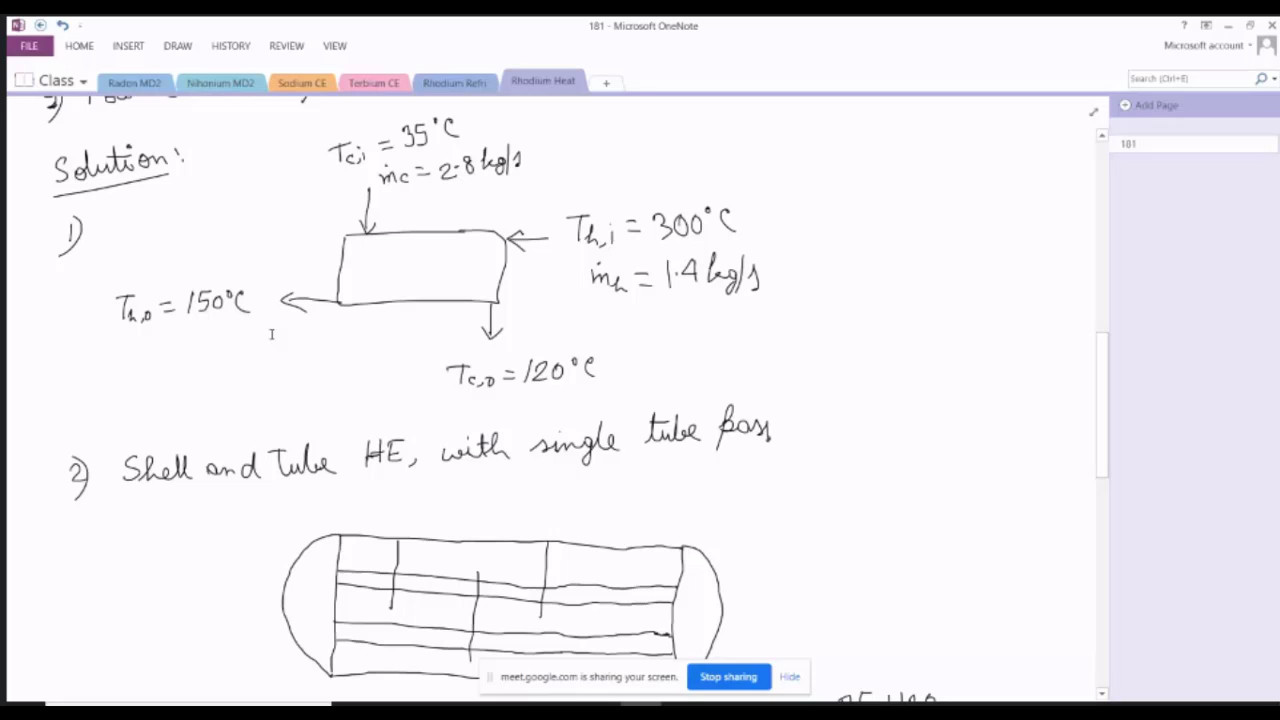 181 - Microsoft OneNote
FILE HOME INSERT DRAW HISTORY REVIEW VIEW
Microsoft account
Class Radon MD2 Nihonium MD2 Sodium CE Terbium CE Rhodium Refri Rhodium Heat
Search (Ctrl+E)
Add Page
181
Solution:
1)
Tc,i = 35°C
ṁc = 2.8 kg/s
Th,i = 300°C
ṁh = 1.4 kg/s
Th,o = 150°C
Tc,o = 120°C
2) Shell and Tube HE, with single tube pass
meet.google.com is sharing your screen. Stop sharing Hide